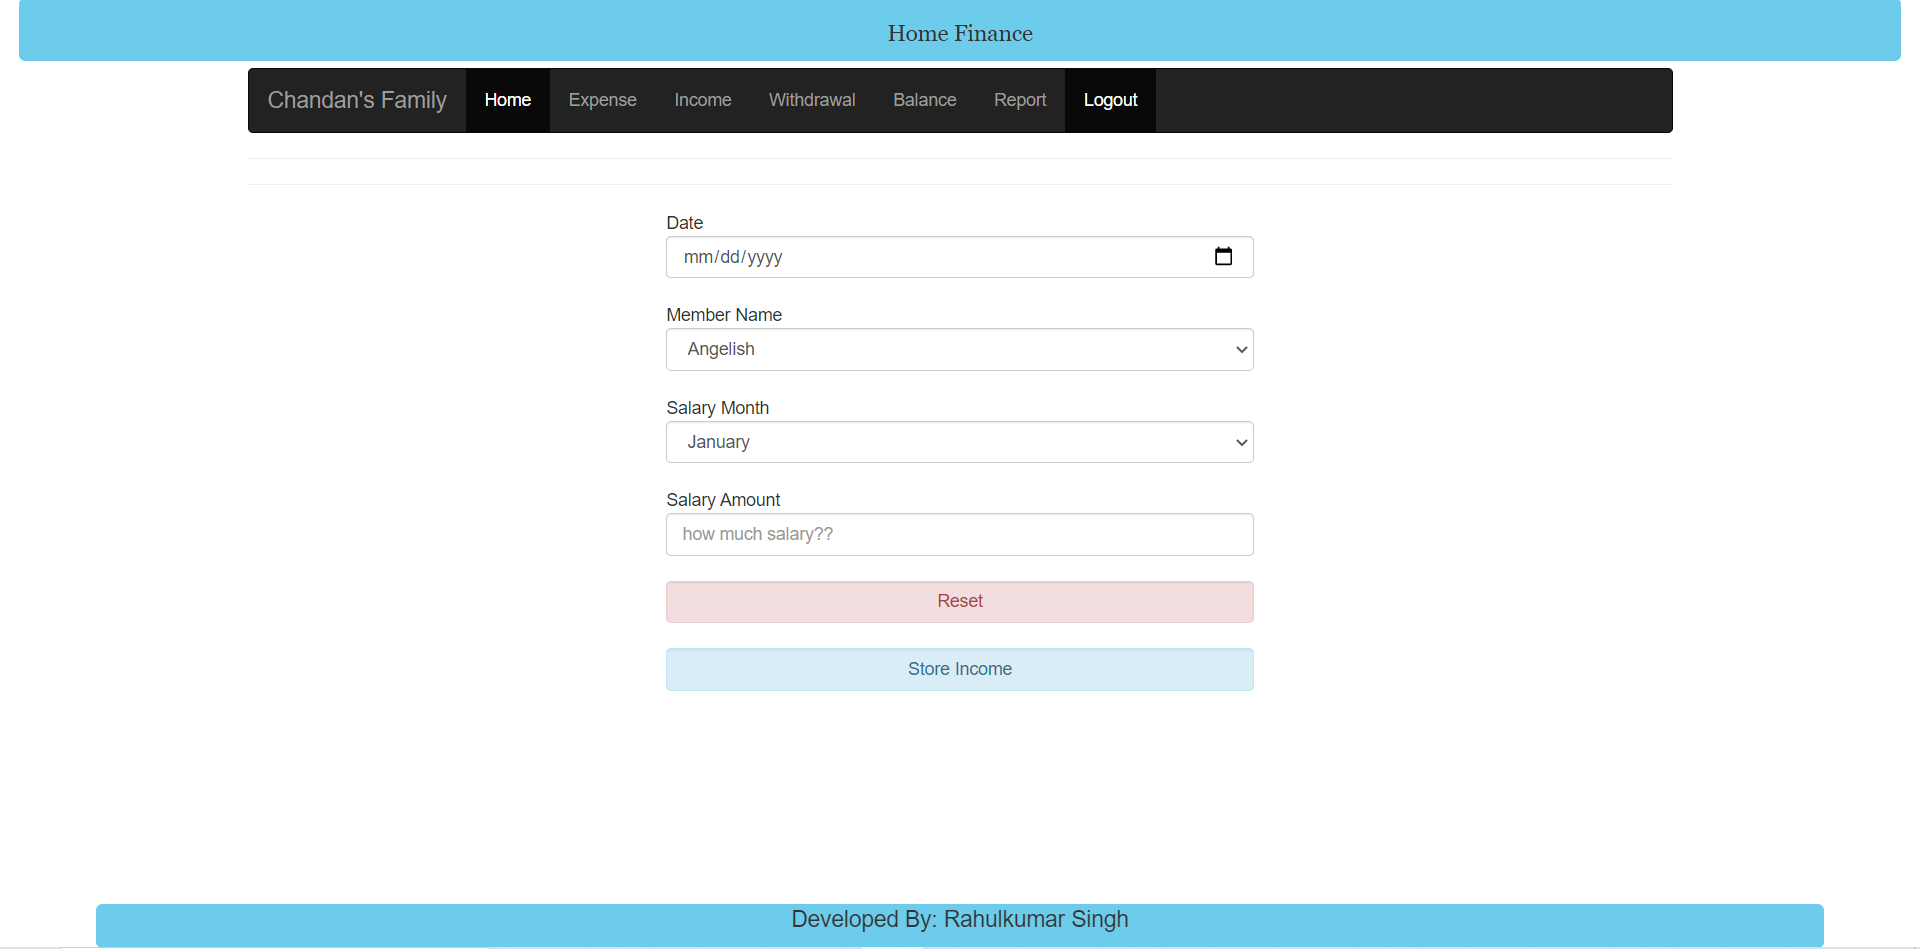 Home Finance
Chandan's Family Home Expense Income Withdrawal Balance Report Logout
Date
mm/dd/yyyy
Member Name
Angelish
Salary Month
January
Salary Amount
how much salary??
Reset
Store Income
Developed By: Rahulkumar Singh